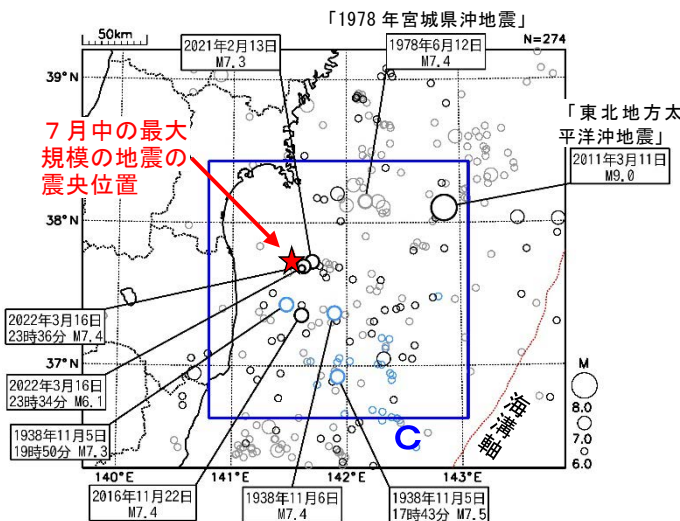 「1978 年宮城県沖地震」
50km
2021年2月13日
M7.3
1978年6月12日
M7.4
N=274
39°N
７月中の最大
規模の地震の
震央位置
「東北地方太
平洋沖地震」
2011年3月11日
M9.0
38°N
2022年3月16日
23時36分 M7.4
37°N
2022年3月16日
23時34分 M6.1
M
8.0
7.0
6.0
海溝軸
1938年11月5日
19時50分 M7.3
C
140°E
141°E
142°E
143°E
2016年11月22日
M7.4
1938年11月6日
M7.4
1938年11月5日
17時43分 M7.5